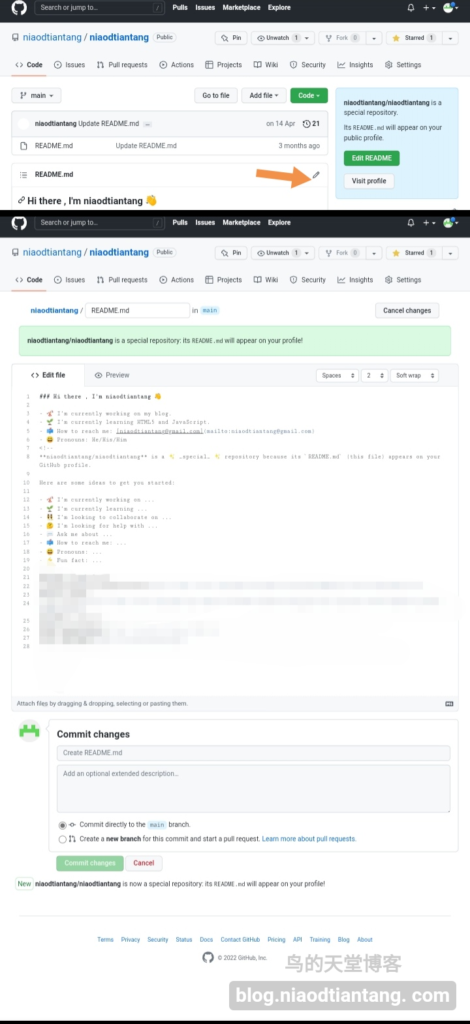 Search or jump to... /
Pulls Issues Marketplace Explore
niaodtiantang / niaodtiantang Public
Pin Unwatch 1 Fork 0 Starred 1
Code Issues Pull requests Actions Projects Wiki Security Insights Settings
main Go to file Add file Code
niaodtiantang Update README.md ... on 14 Apr 21
README.md Update README.md 3 months ago
README.md
Hi there , I'm niaodtiantang 👋
niaodtiantang/niaodtiantang is a
special repository.
Its README.md will appear on your
public profile.
Edit README
Visit profile
Search or jump to... /
Pulls Issues Marketplace Explore
niaodtiantang / niaodtiantang Public
Pin Unwatch 1 Fork 0 Starred 1
Code Issues Pull requests Actions Projects Wiki Security Insights Settings
niaodtiantang / README.md in main Cancel changes
niaodtiantang/niaodtiantang is a special repository: its README.md will appear on your profile!
Edit file Preview Spaces 2 Soft wrap
1 ### Hi there , I'm niaodtiantang 👋
2
3 - I'm currently working on my blog.
4 - 🌱 I'm currently learning HTML5 and JavaScript.
5 - 📫 How to reach me: [niaodtiantang@gmail.com](mailto:niaodtiantang@gmail.com)
6 - 😄 Pronouns: He/Him/Him
7 <!--
8 **niaodtiantang/niaodtiantang** is a ✨ _special_ ✨ repository because its `README.md` (this file) appears on your
GitHub profile.
9
10 Here are some ideas to get you started:
11
12 - I'm currently working on ...
13 - 🌱 I'm currently learning ...
14 - 👯 I'm looking to collaborate on ...
15 - 🤔 I'm looking for help with ...
16 - 💬 Ask me about ...
17 - 📫 How to reach me: ...
18 - 😄 Pronouns: ...
19 - ⚡ Fun fact: ...
20
21
22
23
24
25
26
27
28
Attach files by dragging & dropping, selecting or pasting them.
Commit changes
Create README.md
Add an optional extended description...
Commit directly to the main branch.
Create a new branch for this commit and start a pull request. Learn more about pull requests.
Commit changes Cancel
New niaodtiantang/niaodtiantang is now a special repository: its README.md will appear on your profile!
Terms Privacy Security Status Docs Contact GitHub Pricing API Training Blog About
© 2022 GitHub, Inc.
鸟的天堂博客
blog.niaodtiantang. com